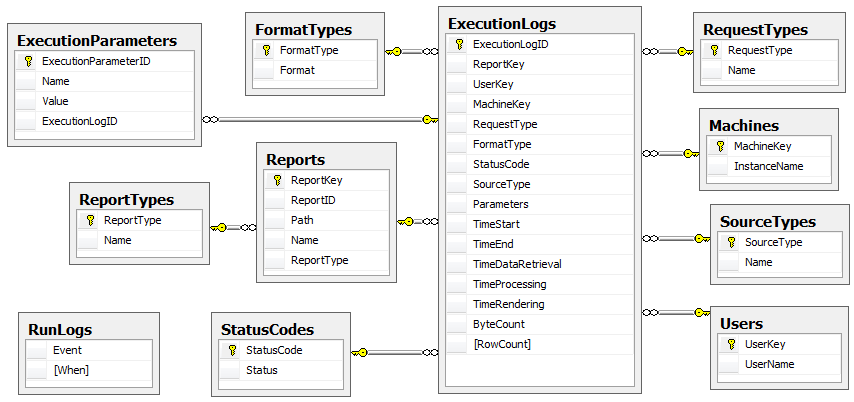 ExecutionParameters
ExecutionParameterID
Name
Value
ExecutionLogID
FormatTypes
FormatType
Format
ExecutionLogs
ExecutionLogID
ReportKey
UserKey
MachineKey
RequestType
FormatType
StatusCode
SourceType
Parameters
TimeStart
TimeEnd
TimeDataRetrieval
TimeProcessing
TimeRendering
ByteCount
[RowCount]
RequestTypes
RequestType
Name
Machines
MachineKey
InstanceName
Reports
ReportKey
ReportID
Path
Name
ReportType
ReportTypes
ReportType
Name
SourceTypes
SourceType
Name
RunLogs
Event
[When]
StatusCodes
StatusCode
Status
Users
UserKey
UserName